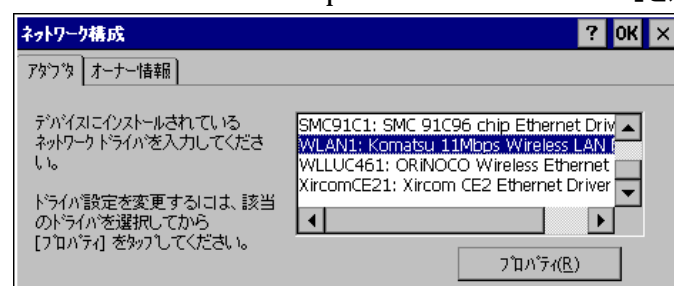 ネットワーク構成 ? OK ×
アダプタ オーナー情報
デバイスにインストールされている
ネットワーク ドライバを入力してくださ
い。
ドライバ設定を変更するには、該当
のドライバを選択してから
[プロパティ] をタップしてください。
SMC91C1: SMC 91C96 chip Ethernet Driv
WLAN1: Komatsu 11Mbps Wireless LAN
WLLUC461: ORiNOCO Wireless Ethernet
XircomCE21: Xircom CE2 Ethernet Driver
プロパティ(R)